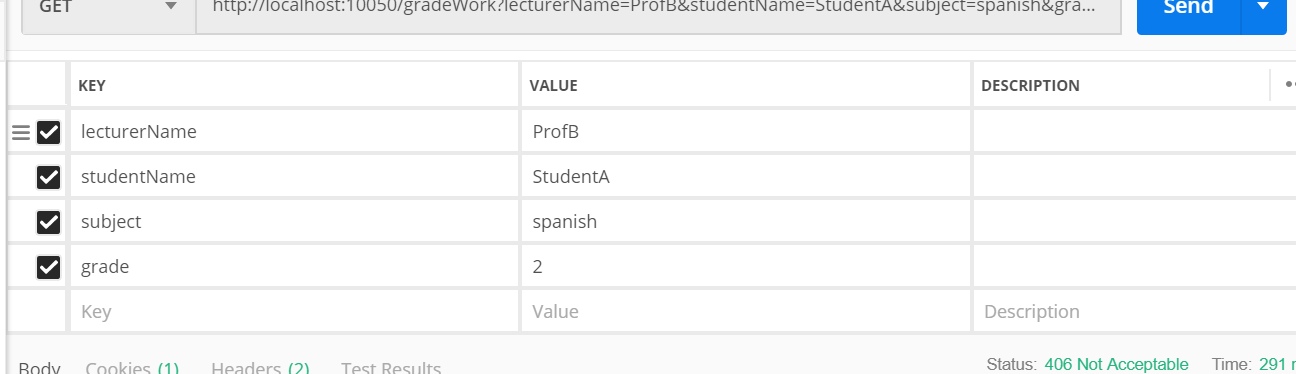 GET http://localhost:10050/gradeWork?lecturerName=ProfB&studentName=StudentA&subject=spanish&gra... Send
KEY VALUE DESCRIPTION
lecturerName ProfB
studentName StudentA
subject spanish
grade 2
Key Value Description
Body Cookies (1) Headers (2) Test Results Status: 406 Not Acceptable Time: 291